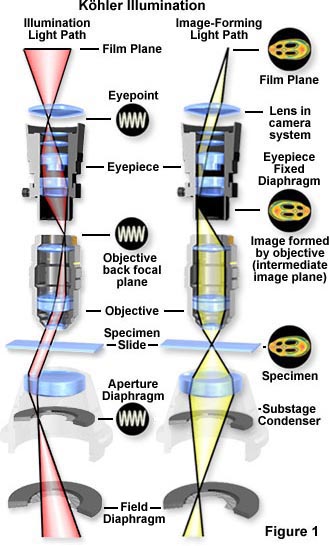 Köhler Illumination
Illumination
Light Path
Image-Forming
Light Path
Film Plane
Film Plane
Eyepoint
Lens in
camera
system
Eyepiece
Eyepiece
Fixed
Diaphragm
Objective
back focal
plane
Image formed
by objective
(intermediate
image plane)
Objective
Specimen
Slide
Specimen
Aperture
Diaphragm
Substage
Condenser
Field
Diaphragm
Figure 1